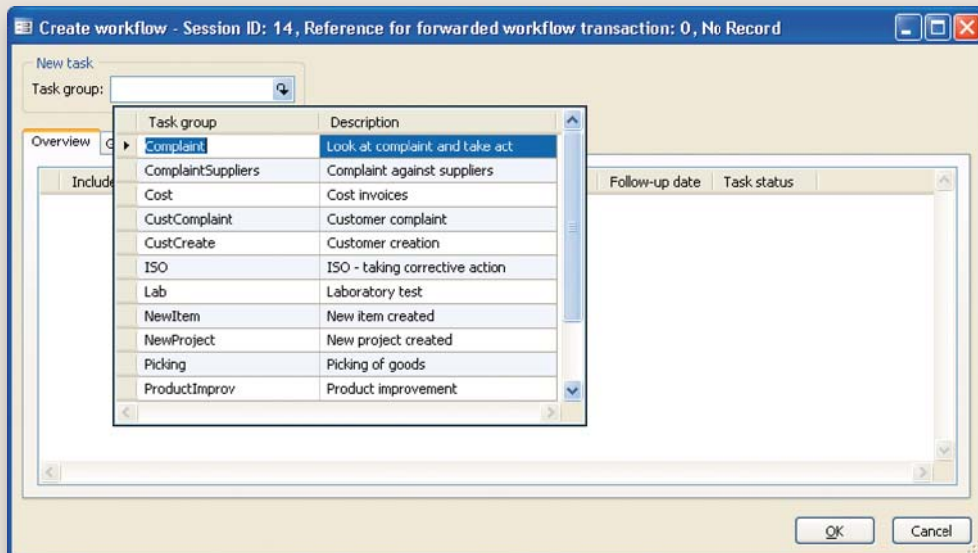 Create workflow - Session ID: 14, Reference for forwarded workflow transaction: 0, No Record
New task
Task group:
Task group Description
Overview
Complaint Look at complaint and take act
Include Follow-up date Task status
ComplaintSuppliers Complaint against suppliers
Cost Cost invoices
CustComplaint Customer complaint
CustCreate Customer creation
ISO ISO - taking corrective action
Lab Laboratory test
NewItem New item created
NewProject New project created
Picking Picking of goods
ProductImprov Product improvement
OK Cancel